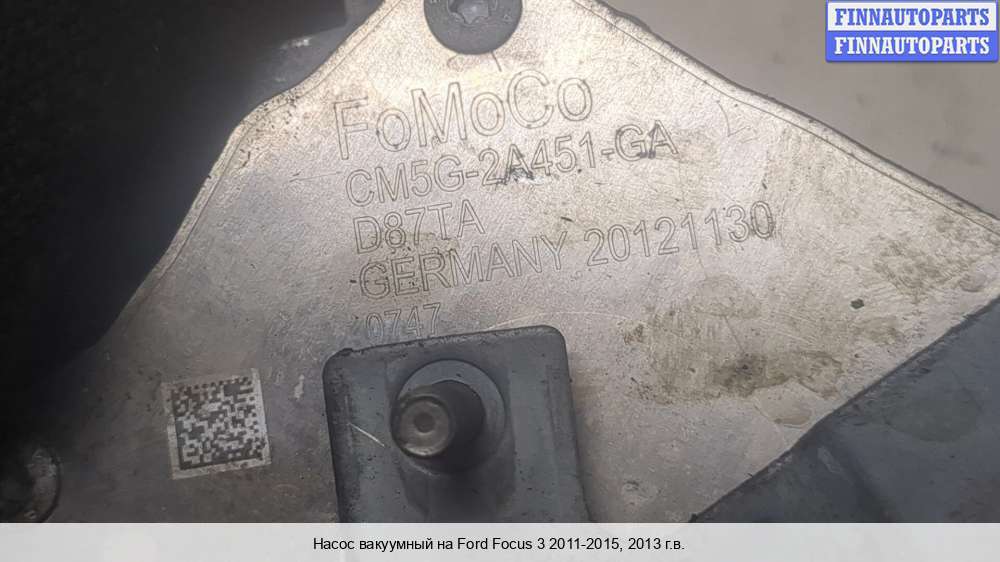 FINNAUTOPARTS
FINNAUTOPARTS
FoMoCo
CM5G-2A451-GA
D87TA
GERMANY 20121130
0747
Насос вакуумный на Ford Focus 3 2011-2015, 2013 г.в.